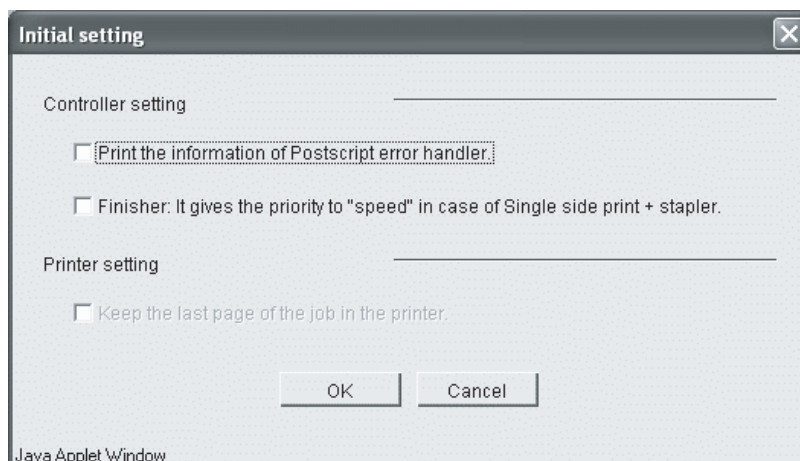 Initial setting
Controller setting
Print the information of Postscript error handler.
Finisher: It gives the priority to "speed" in case of Single side print + stapler.
Printer setting
Keep the last page of the job in the printer.
OK Cancel
Java Applet Window